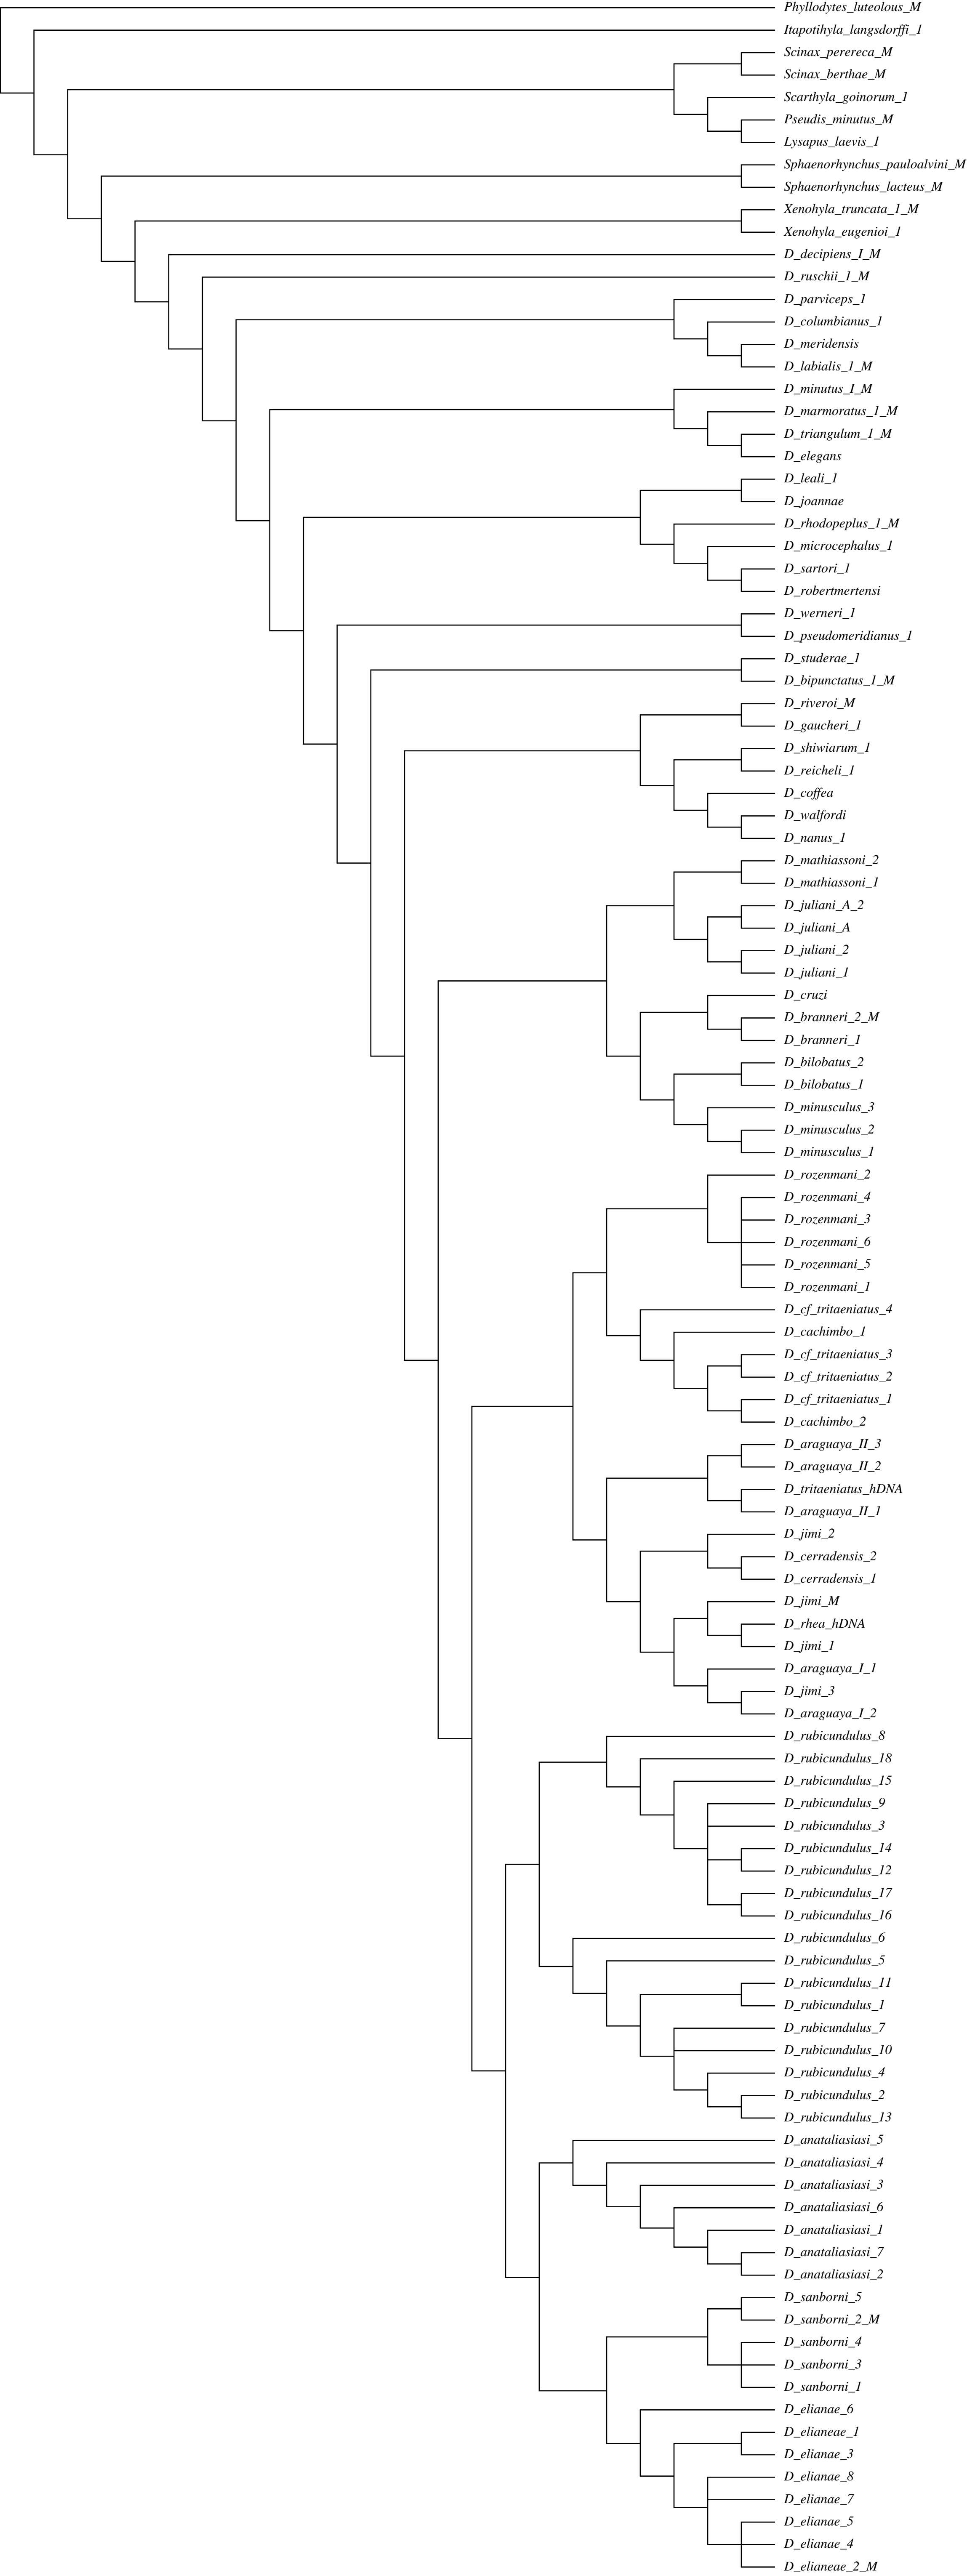 Phyllodytes_luteolous_M
Itapotihyla_langsdorffi_1
Scinax_perereca_M
Scinax_berthae_M
Scarthyla_goinorum_1
Pseudis_minutus_M
Lysapus_laevis_1
Sphaenorhynchus_pauloalvini_M
Sphaenorhynchus_lacteus_M
Xenohyla_truncata_1_M
Xenohyla_eugenioi_1
D_decipiens_I_M
D_ruschii_1_M
D_parviceps_1
D_columbianus_1
D_meridensis
D_labialis_1_M
D_minutus_I_M
D_marmoratus_1_M
D_triangulum_1_M
D_elegans
D_leali_1
D_joannae
D_rhodopeplus_1_M
D_microcephalus_1
D_sartori_1
D_robertmertensi
D_werneri_1
D_pseudomeridianus_1
D_studerae_1
D_bipunctatus_1_M
D_riveroi_M
D_gaucheri_1
D_shiwiarum_1
D_reicheli_1
D_coffea
D_walfordi
D_nanus_1
D_mathiassoni_2
D_mathiassoni_1
D_juliani_A_2
D_juliani_A
D_juliani_2
D_juliani_1
D_cruzi
D_branneri_2_M
D_branneri_1
D_bilobatus_2
D_bilobatus_1
D_minusculus_3
D_minusculus_2
D_minusculus_1
D_rozenmani_2
D_rozenmani_4
D_rozenmani_3
D_rozenmani_6
D_rozenmani_5
D_rozenmani_1
D_cf_tritaeniatus_4
D_cachimbo_1
D_cf_tritaeniatus_3
D_cf_tritaeniatus_2
D_cf_tritaeniatus_1
D_cachimbo_2
D_araguaya_II_3
D_araguaya_II_2
D_tritaeniatus_hDNA
D_araguaya_II_1
D_jimi_2
D_cerradensis_2
D_cerradensis_1
D_jimi_M
D_rhea_hDNA
D_jimi_1
D_araguaya_I_1
D_jimi_3
D_araguaya_I_2
D_rubicundulus_8
D_rubicundulus_18
D_rubicundulus_15
D_rubicundulus_9
D_rubicundulus_3
D_rubicundulus_14
D_rubicundulus_12
D_rubicundulus_17
D_rubicundulus_16
D_rubicundulus_6
D_rubicundulus_5
D_rubicundulus_11
D_rubicundulus_1
D_rubicundulus_7
D_rubicundulus_10
D_rubicundulus_4
D_rubicundulus_2
D_rubicundulus_13
D_anataliasiasi_5
D_anataliasiasi_4
D_anataliasiasi_3
D_anataliasiasi_6
D_anataliasiasi_1
D_anataliasiasi_7
D_anataliasiasi_2
D_sanborni_5
D_sanborni_2_M
D_sanborni_4
D_sanborni_3
D_sanborni_1
D_elianae_6
D_elianeae_1
D_elianae_3
D_elianae_8
D_elianae_7
D_elianae_5
D_elianae_4
D_elianeae_2_M